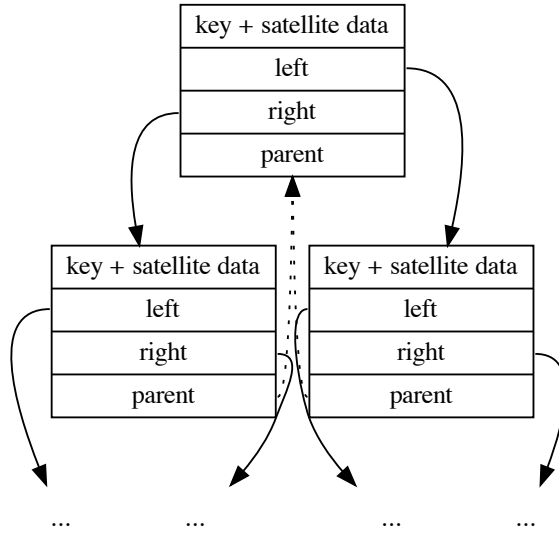 key + satellite data
left
right
parent
key + satellite data
left
right
parent
key + satellite data
left
right
parent
... ... ... ...